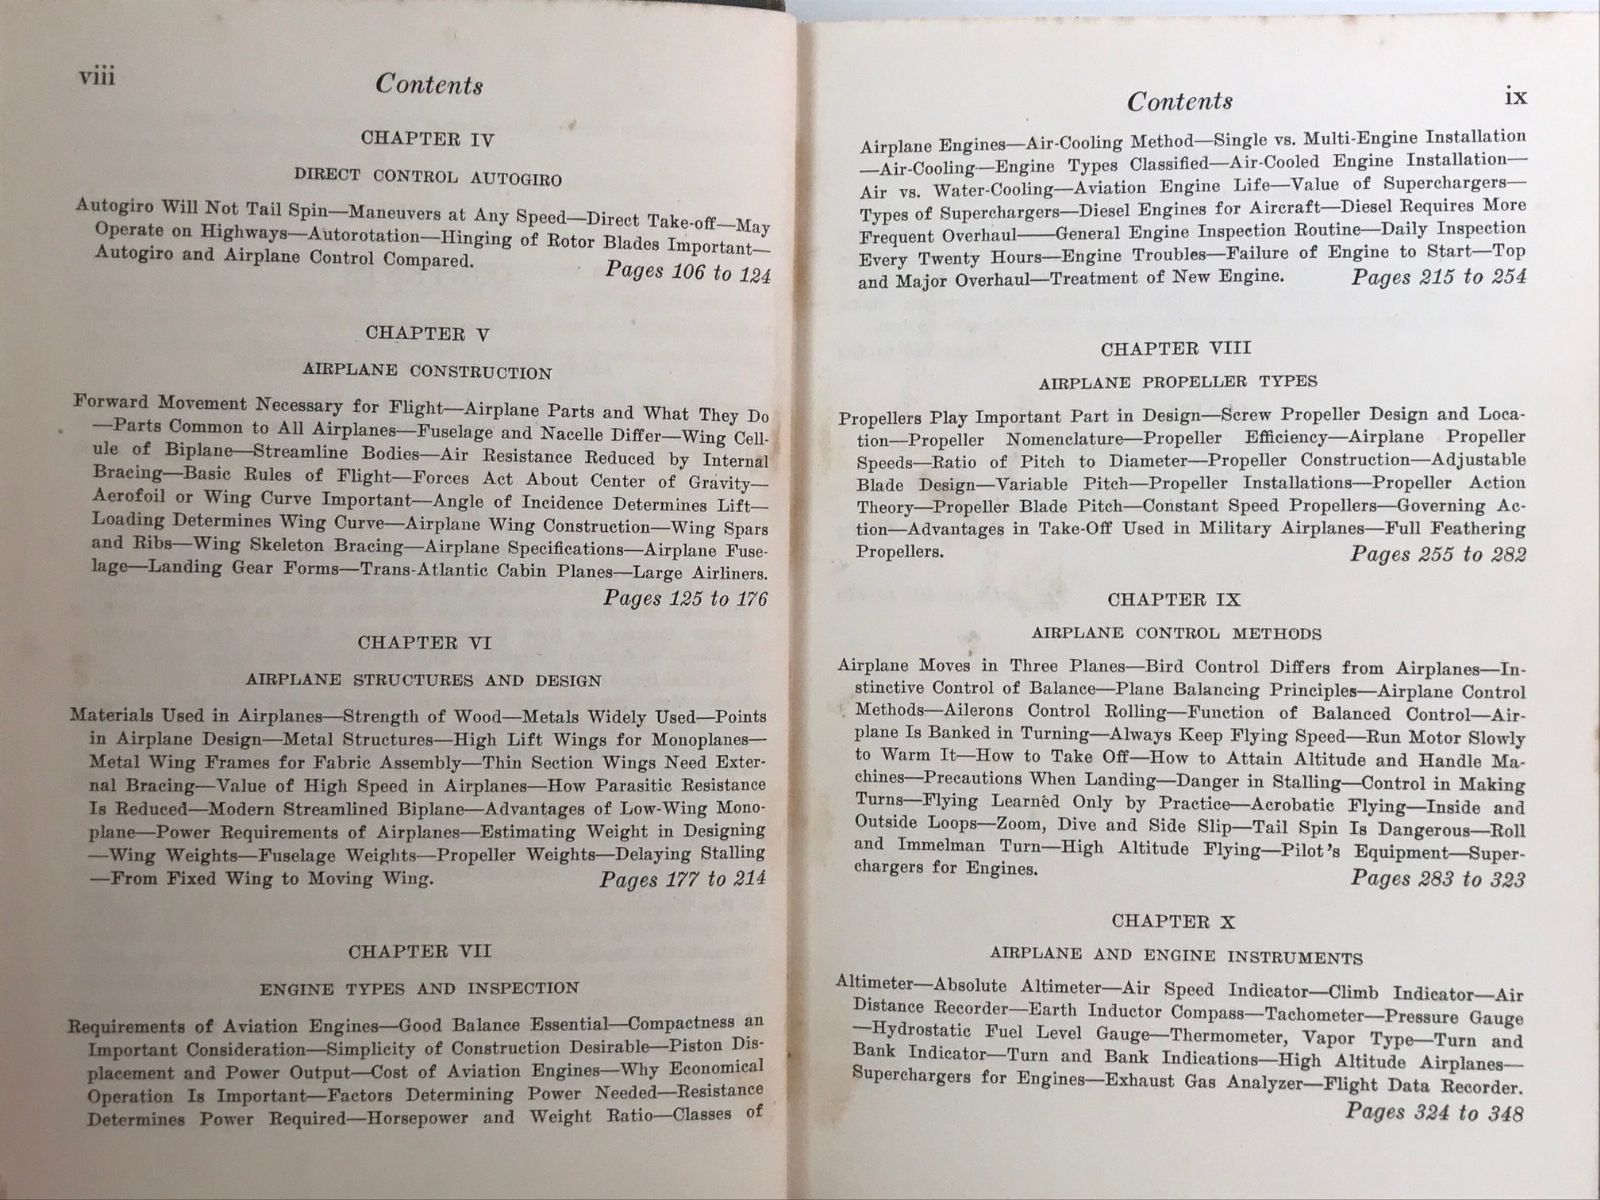 viii
Contents
CHAPTER IV
DIRECT CONTROL AUTOGIRO
Autogiro Will Not Tail Spin—Maneuvers at Any Speed—Direct Take-off—May
Operate on Highways—Autorotation—Hinging of Rotor Blades Important—
Autogiro and Airplane Control Compared. Pages 106 to 124
CHAPTER V
AIRPLANE CONSTRUCTION
Forward Movement Necessary for Flight—Airplane Parts and What They Do
—Parts Common to All Airplanes—Fuselage and Nacelle Differ—Wing Cell-
ule of Biplane—Streamline Bodies—Air Resistance Reduced by Internal
Bracing—Basic Rules of Flight—Forces Act About Center of Gravity—
Aerofoil or Wing Curve Important—Angle of Incidence Determines Lift—
Loading Determines Wing Curve—Airplane Wing Construction—Wing Spars
and Ribs—Wing Skeleton Bracing—Airplane Specifications—Airplane Fuse-
lage—Landing Gear Forms—Trans-Atlantic Cabin Planes—Large Airliners.
Pages 125 to 176
CHAPTER VI
AIRPLANE STRUCTURES AND DESIGN
Materials Used in Airplanes—Strength of Wood—Metals Widely Used—Points
in Airplane Design—Metal Structures—High Lift Wings for Monoplanes—
Metal Wing Frames for Fabric Assembly—Thin Section Wings Need Exter-
nal Bracing—Value of High Speed in Airplanes—How Parasitic Resistance
Is Reduced—Modern Streamlined Biplane—Advantages of Low-Wing Mono-
plane—Power Requirements of Airplanes—Estimating Weight in Designing
—Wing Weights—Fuselage Weights—Propeller Weights—Delaying Stalling
—From Fixed Wing to Moving Wing. Pages 177 to 214
CHAPTER VII
ENGINE TYPES AND INSPECTION
Requirements of Aviation Engines—Good Balance Essential—Compactness an
Important Consideration—Simplicity of Construction Desirable—Piston Dis-
placement and Power Output—Cost of Aviation Engines—Why Economical
Operation Is Important—Factors Determining Power Needed—Resistance
Determines Power Required—Horsepower and Weight Ratio—Classes of
Contents
ix
Airplane Engines—Air-Cooling Method—Single vs. Multi-Engine Installation
—Air-Cooling—Engine Types Classified—Air-Cooled Engine Installation—
Air vs. Water-Cooling—Aviation Engine Life—Value of Superchargers—
Types of Superchargers—Diesel Engines for Aircraft—Diesel Requires More
Frequent Overhaul——General Engine Inspection Routine—Daily Inspection
Every Twenty Hours—Engine Troubles—Failure of Engine to Start—Top
and Major Overhaul—Treatment of New Engine. Pages 215 to 254
CHAPTER VIII
AIRPLANE PROPELLER TYPES
Propellers Play Important Part in Design—Screw Propeller Design and Loca-
tion—Propeller Nomenclature—Propeller Efficiency—Airplane Propeller
Speeds—Ratio of Pitch to Diameter—Propeller Construction—Adjustable
Blade Design—Variable Pitch—Propeller Installations—Propeller Action
Theory—Propeller Blade Pitch—Constant Speed Propellers—Governing Ac-
tion—Advantages in Take-Off Used in Military Airplanes—Full Feathering
Propellers. Pages 255 to 282
CHAPTER IX
AIRPLANE CONTROL METHODS
Airplane Moves in Three Planes—Bird Control Differs from Airplanes—In-
stinctive Control of Balance—Plane Balancing Principles—Airplane Control
Methods—Ailerons Control Rolling—Function of Balanced Control—Air-
plane Is Banked in Turning—Always Keep Flying Speed—Run Motor Slowly
to Warm It—How to Take Off—How to Attain Altitude and Handle Ma-
chines—Precautions When Landing—Danger in Stalling—Control in Making
Turns—Flying Learned Only by Practice—Acrobatic Flying—Inside and
Outside Loops—Zoom, Dive and Side Slip—Tail Spin Is Dangerous—Roll
and Immelman Turn—High Altitude Flying—Pilot's Equipment—Super-
chargers for Engines. Pages 283 to 323
CHAPTER X
AIRPLANE AND ENGINE INSTRUMENTS
Altimeter—Absolute Altimeter—Air Speed Indicator—Climb Indicator—Air
Distance Recorder—Earth Inductor Compass—Tachometer—Pressure Gauge
—Hydrostatic Fuel Level Gauge—Thermometer, Vapor Type—Turn and
Bank Indicator—Turn and Bank Indications—High Altitude Airplanes—
Superchargers for Engines—Exhaust Gas Analyzer—Flight Data Recorder.
Pages 324 to 348